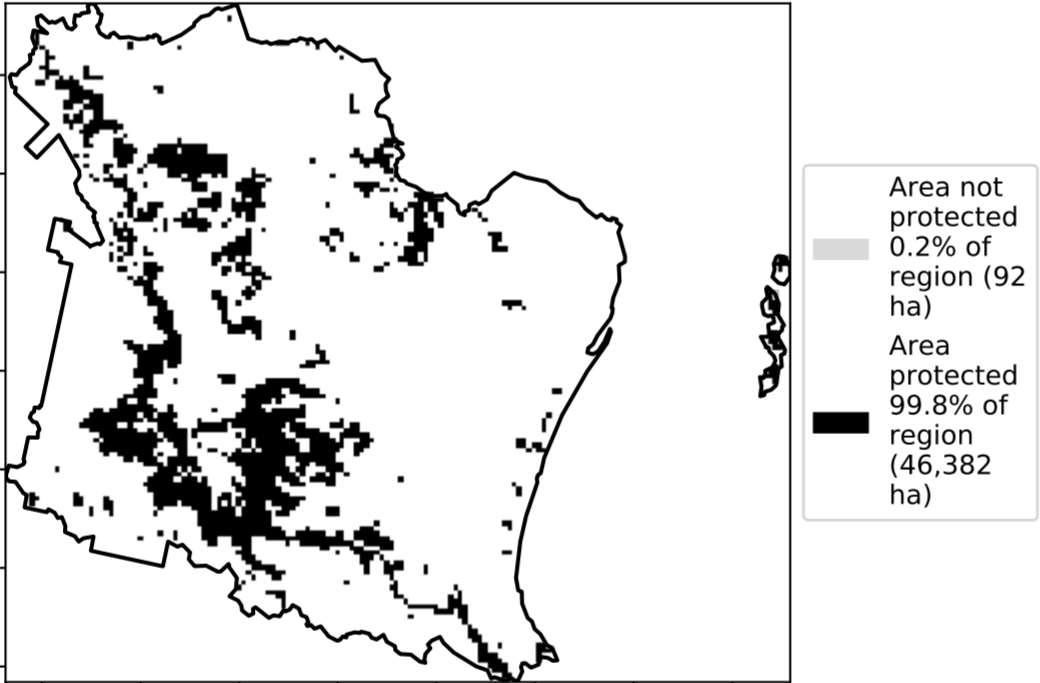 Area not
protected
0.2% of
region (92
ha)
Area
protected
99.8% of
region
(46,382
ha)